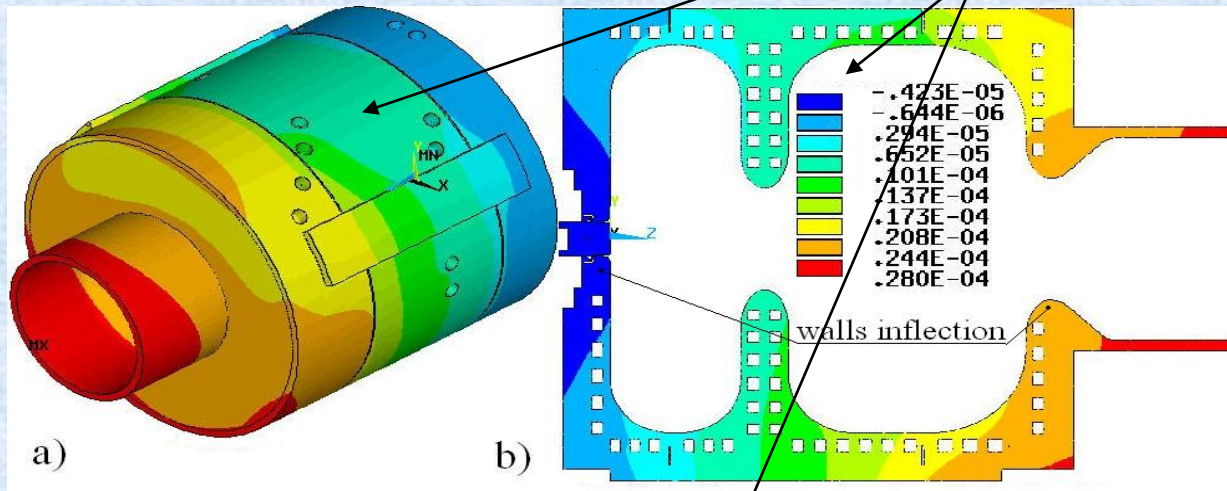 MN
Y
X
MX
a)
-.423E-05
-.644E-06
.294E-05
.652E-05
.101E-04
.137E-04
.173E-04
.208E-04
.244E-04
.280E-04
Y
Z
walls inflection
b)